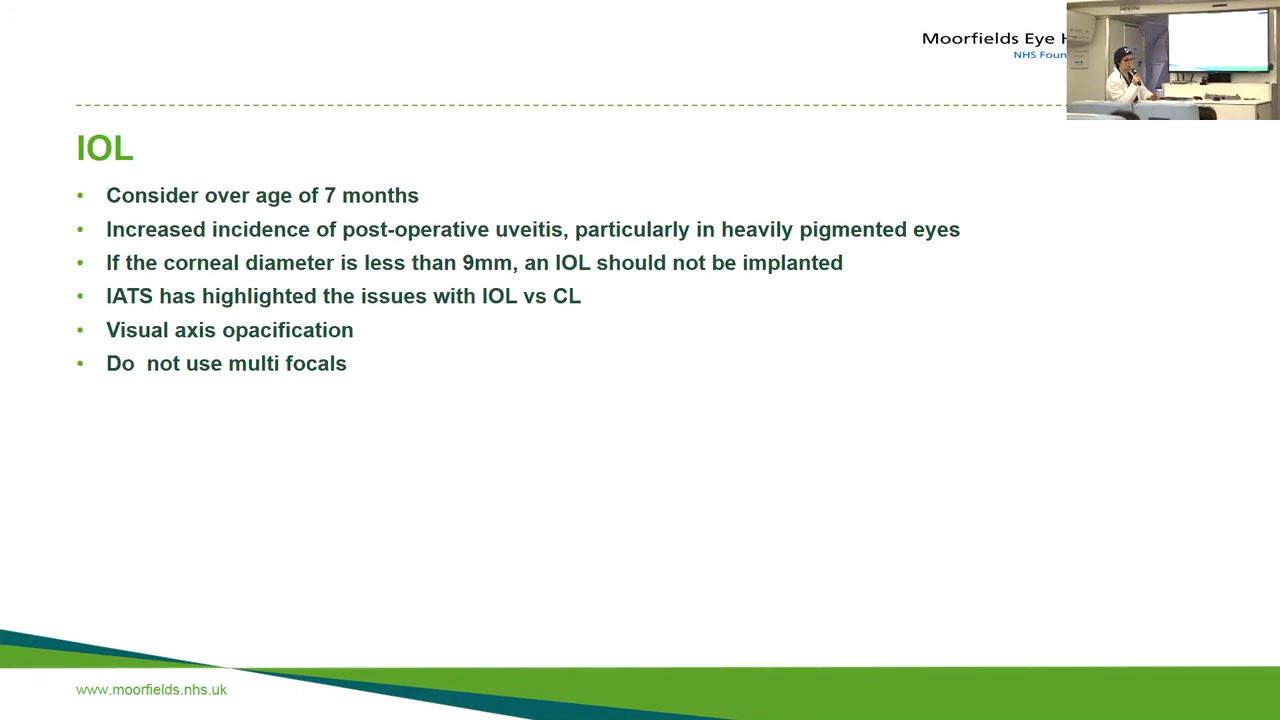 Moorfields Eye
NHS
IOL
• Consider over age of 7 months
• Increased incidence of post-operative uveitis, particularly in heavily pigmented eyes
• If the corneal diameter is less than 9mm, an IOL should not be implanted
• IATS has highlighted the issues with IOL vs CL
• Visual axis opacification
• Do  not use multi focals
www.moorfields.nhs.uk